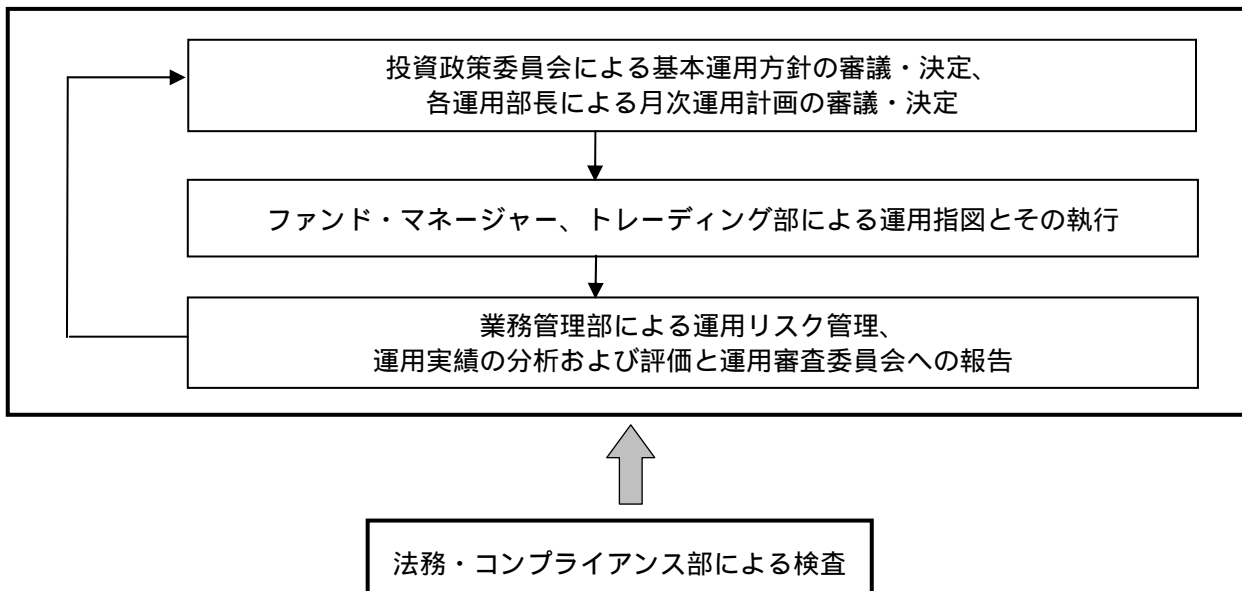 投資政策委員会による基本運用方針の審議・決定、
各運用部長による月次運用計画の審議・決定
ファンド・マネージャー、トレーディング部による運用指図とその執行
業務管理部による運用リスク管理、
運用実績の分析および評価と運用審査委員会への報告
法務・コンプライアンス部による検査